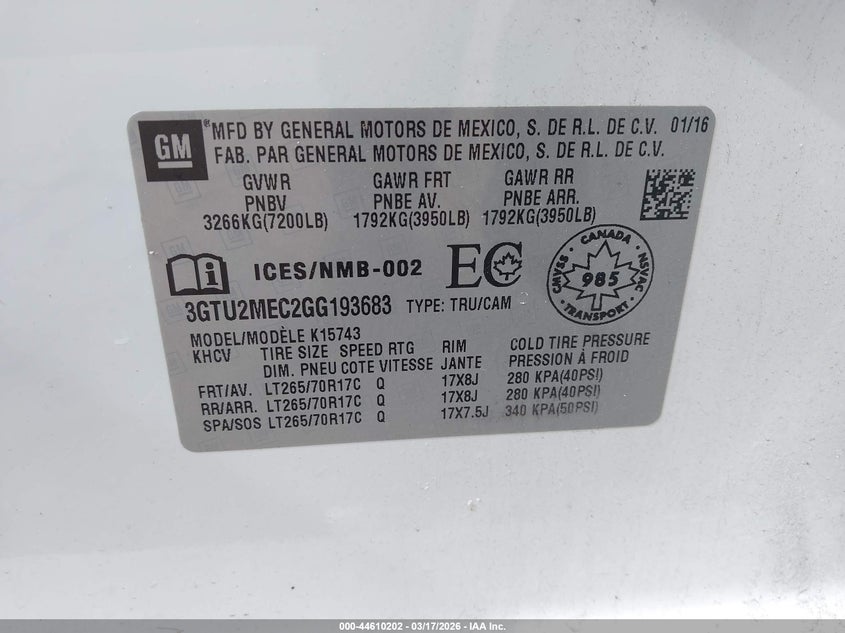 GM
®MFD BY GENERAL MOTORS DE MEXICO, S. DE R.L. DE C.V. 01/16
FAB. PAR GENERAL MOTORS DE MEXICO, S. DE R.L. DE C.V.
GVWR GAWR FRT GAWR RR
PNBV PNBE AV. PNBE ARR.
3266KG(7200LB) 1792KG(3950LB) 1792KG(3950LB)
ICES/NMB-002 EC
CANADA CMVSS 985 NSVAC TRANSPORT
3GTU2MEC2GG193683 TYPE: TRU/CAM
MODEL/MODÈLE K15743
KHCV TIRE SIZE SPEED RTG RIM COLD TIRE PRESSURE
DIM. PNEU COTE VITESSE JANTE PRESSION À FROID
FRT/AV. LT265/70R17C Q 17X8J 280 KPA(40PSI)
RR/ARR. LT265/70R17C Q 17X8J 280 KPA(40PSI)
SPA/SOS LT265/70R17C Q 17X7.5J 340 KPA(50PSI)
000-44610202 / 03/17/2026 - IAA Inc.